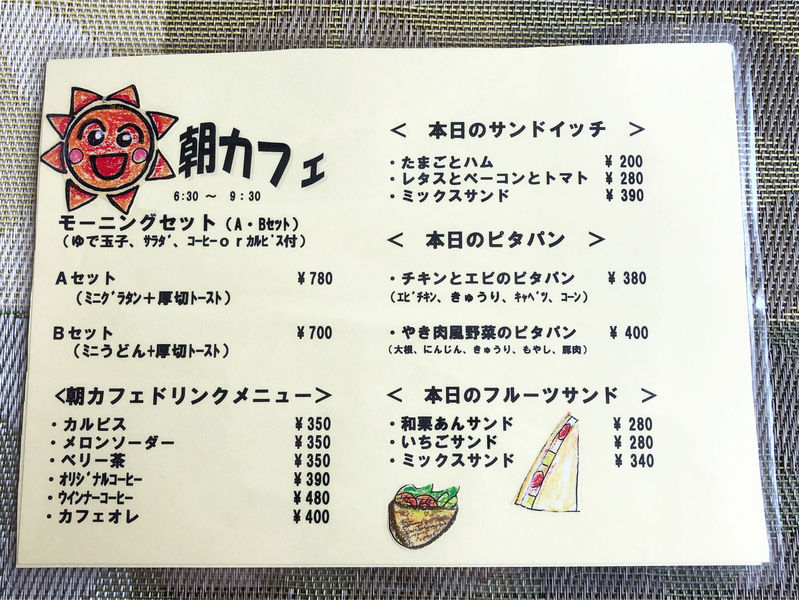 朝カフェ
6:30 ～ 9:30
モーニングセット（A・Bｾｯﾄ）
（ゆで玉子、ｻﾗﾀﾞ、ｺｰﾋｰｏｒｶﾙﾋﾟｽ付）
Aセット ￥780
（ﾐﾆｸﾞﾗﾀﾝ＋厚切ﾄｰｽﾄ）
Bセット ￥700
（ﾐﾆうどん+厚切ﾄｰｽﾄ）
<朝カフェドリンクメニュー>
・カルピス ￥350
・メロンソーダー ￥350
・ベリー茶 ￥350
・ｵﾘｼﾞﾅﾙｺｰﾋｰ ￥390
・ｳｲﾝﾅｰｺｰﾋｰ ￥480
・カフェオレ ￥400
< 本日のサンドイッチ >
・たまごとハム ￥200
・レタスとベーコンとトマト ￥280
・ミックスサンド ￥390
< 本日のピタパン >
・チキンとエビのピタパン ￥380
（ｴﾋﾞﾁｷﾝ、きゅうり、ｷｬﾍﾞﾂ、ｺｰﾝ）
・やき肉風野菜のピタパン ￥400
（大根、にんじん、きゅうり、もやし、豚肉）
< 本日のフルーツサンド >
・和栗あんサンド ￥280
・いちごサンド ￥280
・ミックスサンド ￥340